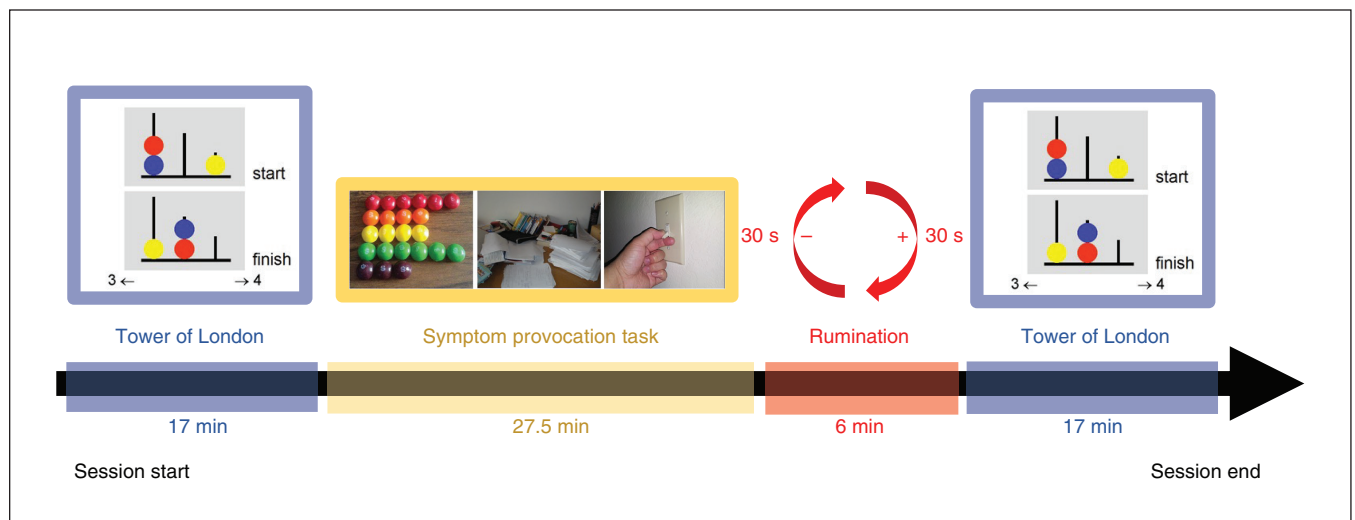 start
finish
3 ← → 4
30 s
−
+
30 s
start
finish
3 ← → 4
Tower of London
Symptom provocation task
Rumination
Tower of London
17 min
27.5 min
6 min
17 min
Session start
Session end